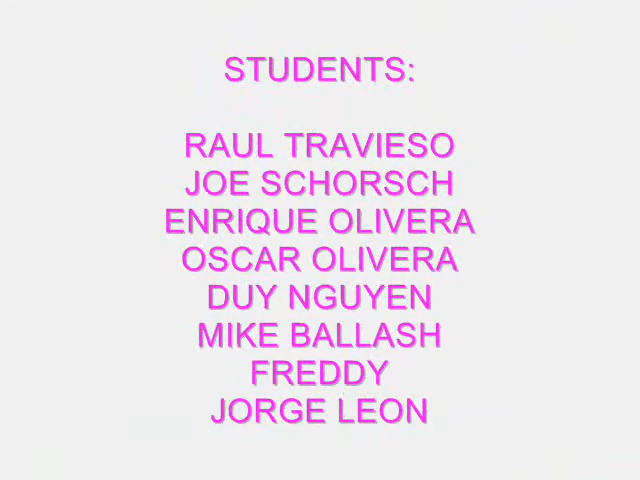 STUDENTS:
RAUL TRAVIESO
JOE SCHORSCH
ENRIQUE OLIVERA
OSCAR OLIVERA
DUY NGUYEN
MIKE BALLASH
FREDDY
JORGE LEON